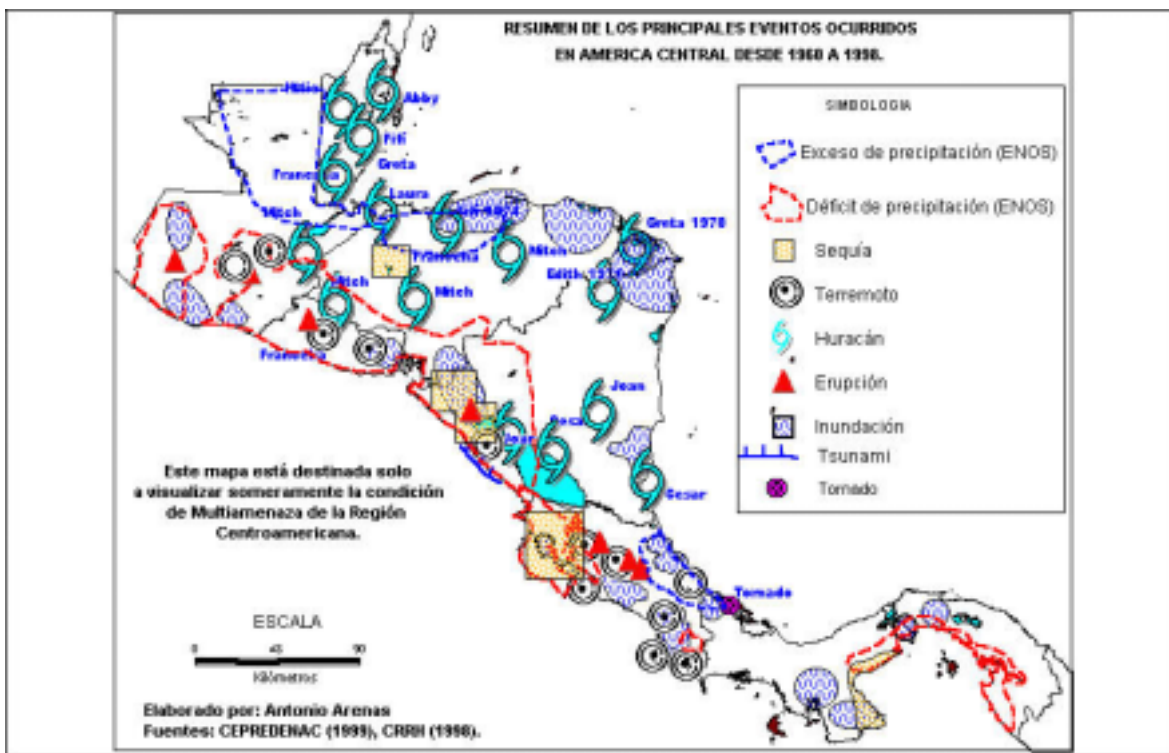 RESUMEN DE LOS PRINCIPALES EVENTOS OCURRIDOS
EN AMERICA CENTRAL DESDE 1960 A 1998.
SIMBOLOGIA
Exceso de precipitación (ENOS)
Déficit de precipitación (ENOS)
Sequía
Terremoto
Huracán
Erupción
Inundación
Tsunami
Tornado
Abby
Fifi
Greta
Laura
Mitch
Greta 1978
Mitch
Mitch
Mitch
Joan
Cesar
Tornado
Este mapa está destinada solo
a visualizar someramente la condición
de Multiamenaza de la Región
Centroamericana.
ESCALA
0 45 90
Kilómetros
Elaborado por: Antonio Arenas
Fuentes: CEPREDENAC (1999), CRRH (1998).